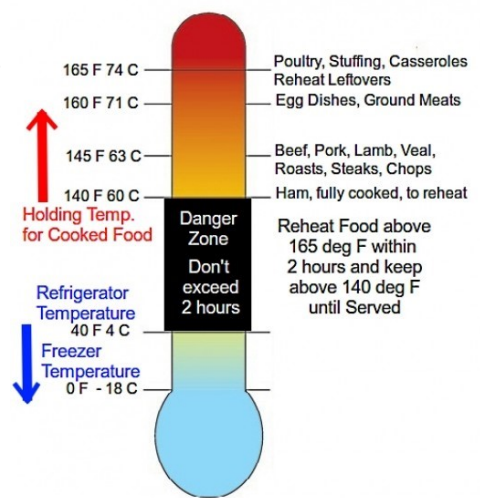 165 F 74 C
Poultry, Stuffing, Casseroles
Reheat Leftovers
160 F 71 C
Egg Dishes, Ground Meats
145 F 63 C
Beef, Pork, Lamb, Veal,
Roasts, Steaks, Chops
140 F 60 C
Ham, fully cooked, to reheat
Holding Temp.
for Cooked Food
Danger
Zone
Don't
exceed
2 hours
Reheat Food above
165 deg F within
2 hours and keep
above 140 deg F
until Served
Refrigerator
Temperature
40 F 4 C
Freezer
Temperature
0 F - 18 C